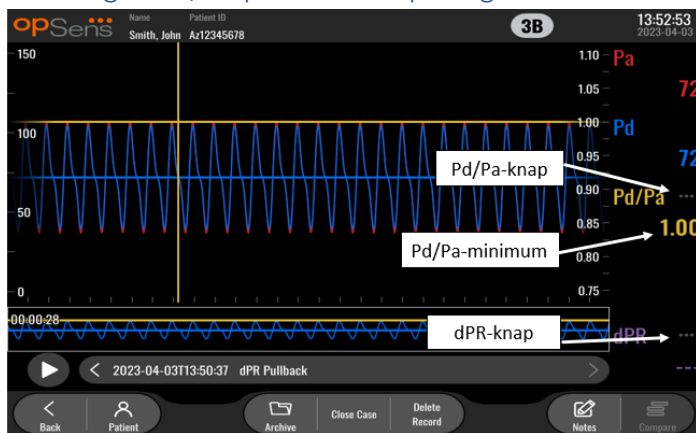 opSens
Name Patient ID
Smith, John Az12345678
3B
13:52:53
2023-04-03
150
100
50
0
1.10
1.05
1.00
0.95
0.90
0.85
0.80
0.75
Pa
72
Pd
72
Pd/Pa-knap
---
Pd/Pa
1.00
Pd/Pa-minimum
00:00:28
dPR-knap
dPR
---
---
2023-04-03T13:50:37 dPR Pullback
Back
Patient
Archive
Close Case
Delete
Record
Notes
Compare